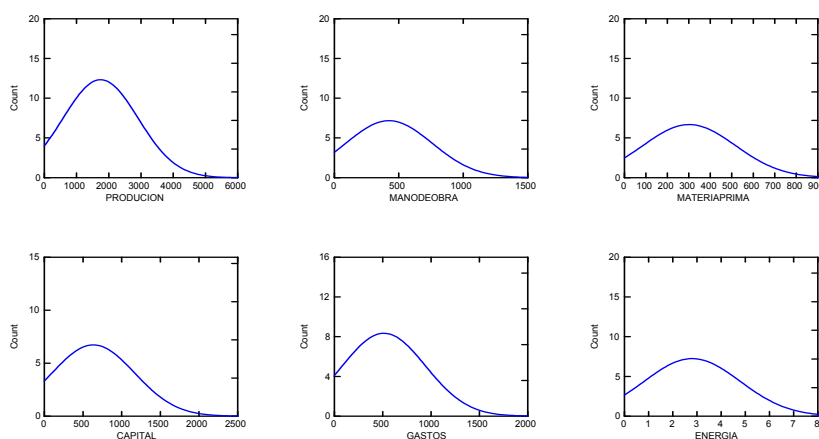 20
15
10
5
0
Count
0 1000 2000 3000 4000 5000 6000
PRODUCION
20
15
10
5
0
Count
0 500 1000 1500
MANODEOBRA
20
15
10
5
0
Count
0 100 200 300 400 500 600 700 800 900
MATERIAPRIMA
15
10
5
0
Count
0 500 1000 1500 2000 2500
CAPITAL
16
12
8
4
0
Count
0 500 1000 1500 2000
GASTOS
20
15
10
5
0
Count
0 1 2 3 4 5 6 7 8
ENERGIA